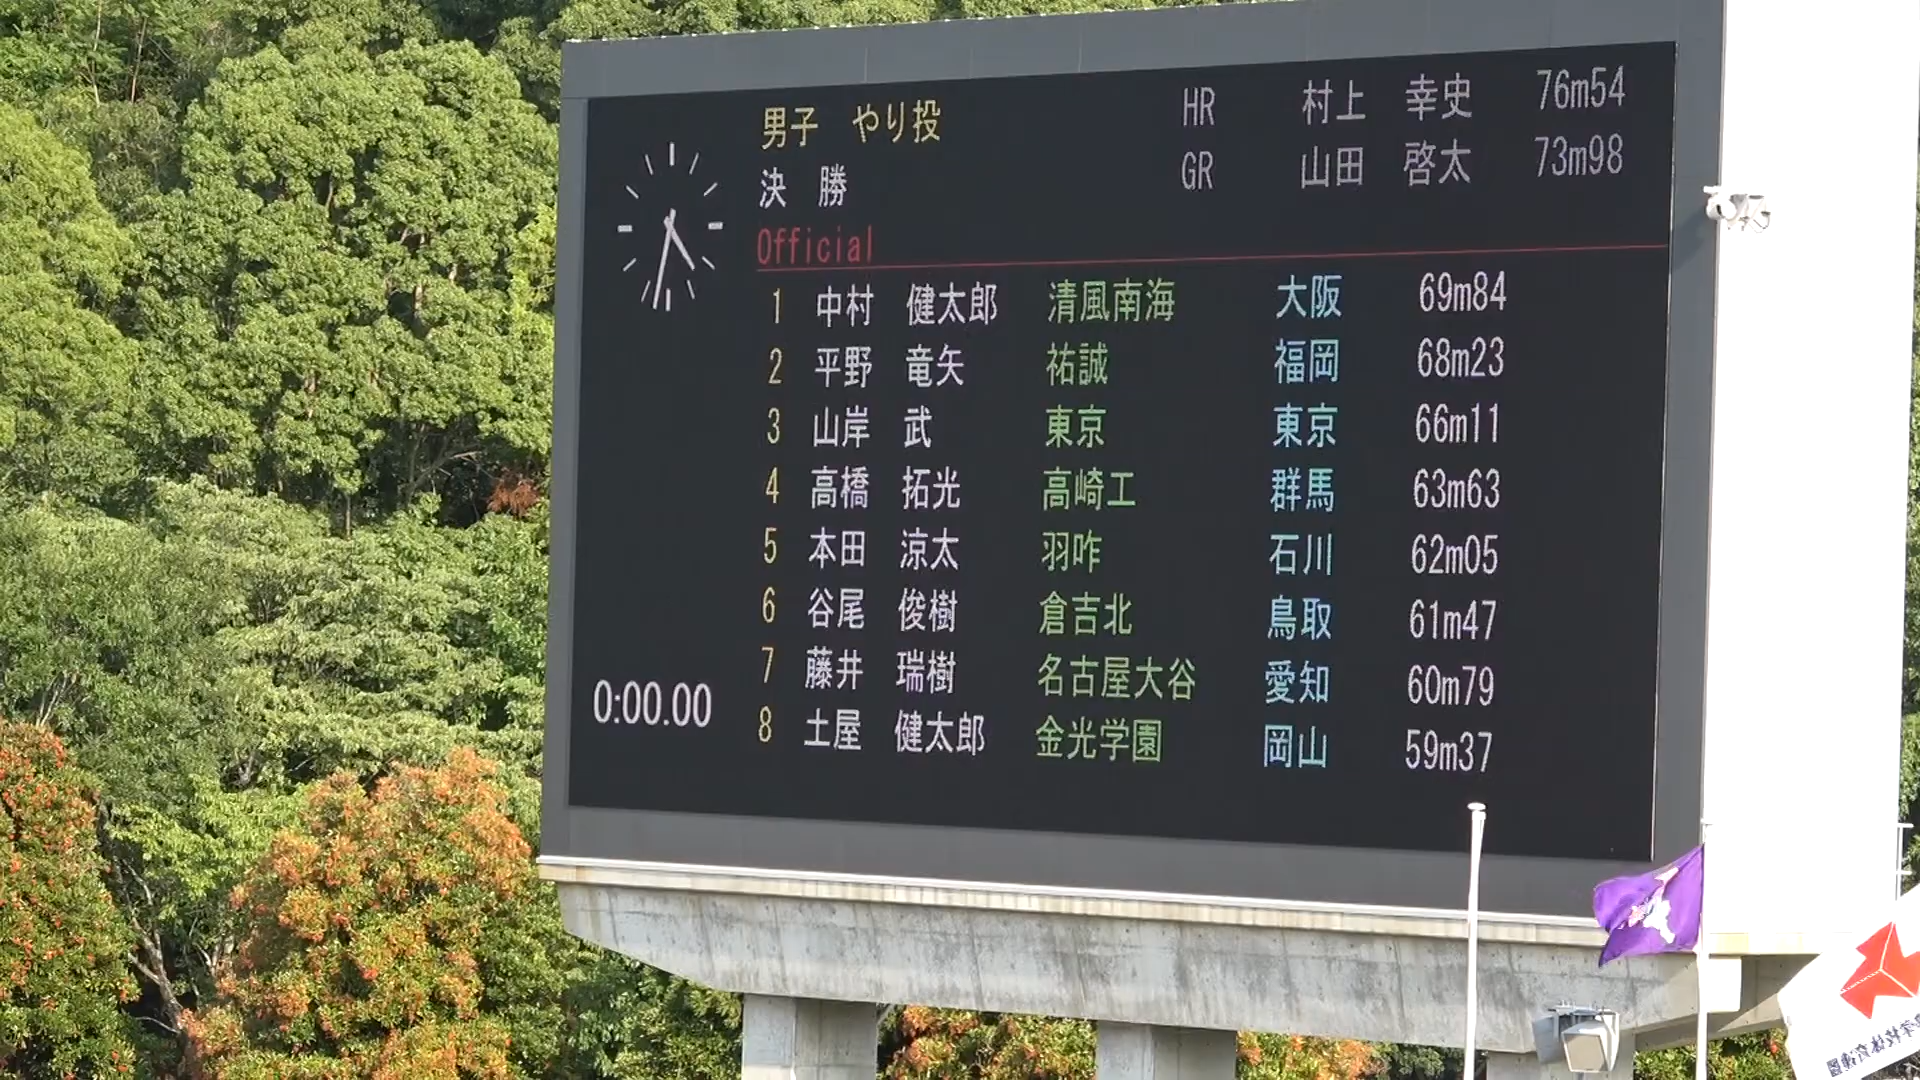 男子 やり投 HR 村上 幸史 76m54
決 勝 GR 山田 啓太 73m98
Official
1 中村 健太郎 清風南海 大阪 69m84
2 平野 竜矢 祐誠 福岡 68m23
3 山岸 武 東京 東京 66m11
4 高橋 拓光 高崎工 群馬 63m63
5 本田 涼太 羽咋 石川 62m05
6 谷尾 俊樹 倉吉北 鳥取 61m47
7 藤井 瑞樹 名古屋大谷 愛知 60m79
8 土屋 健太郎 金光学園 岡山 59m37
0:00.00